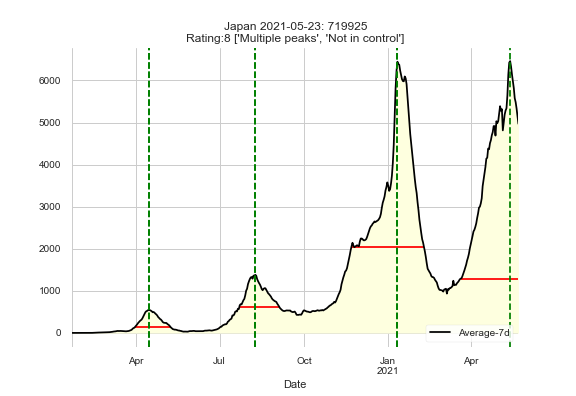 Japan 2021-05-23: 719925
Rating:8 ['Multiple peaks', 'Not in control']
6000
5000
4000
3000
2000
1000
0
Average-7d
Apr
Jul
Oct
Jan
2021
Apr
Date